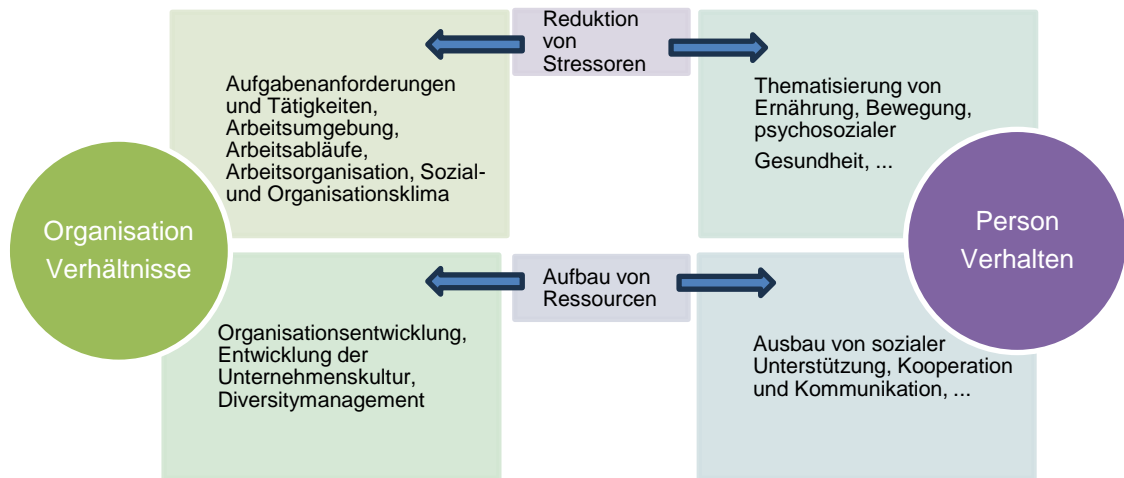 Reduktion
von
Stressoren
Aufgabenanforderungen
und Tätigkeiten,
Arbeitsumgebung,
Arbeitsabläufe,
Arbeitsorganisation, Sozial-
und Organisationsklima
Thematisierung von
Ernährung, Bewegung,
psychosozialer
Gesundheit, ...
Organisation
Verhältnisse
Person
Verhalten
Aufbau von
Ressourcen
Organisationsentwicklung,
Entwicklung der
Unternehmenskultur,
Diversitymanagement
Ausbau von sozialer
Unterstützung, Kooperation
und Kommunikation, ...